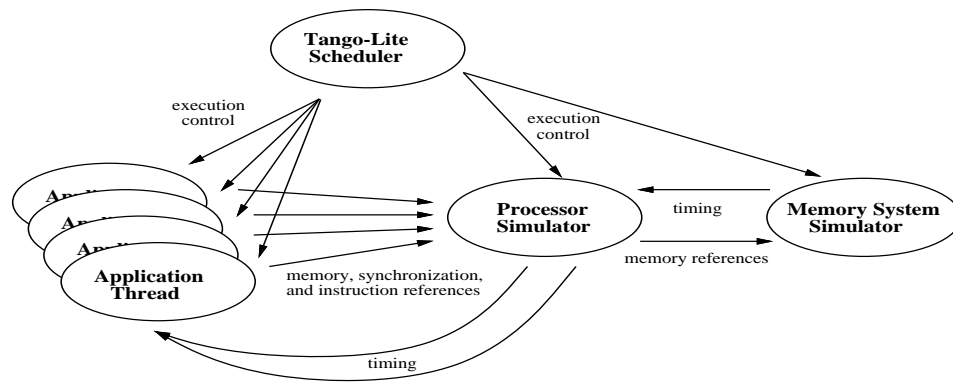 Tango-Lite
Scheduler
execution
control
execution
control
Processor
Simulator
timing
Memory System
Simulator
memory references
Application
Thread
memory, synchronization,
and instruction references
timing